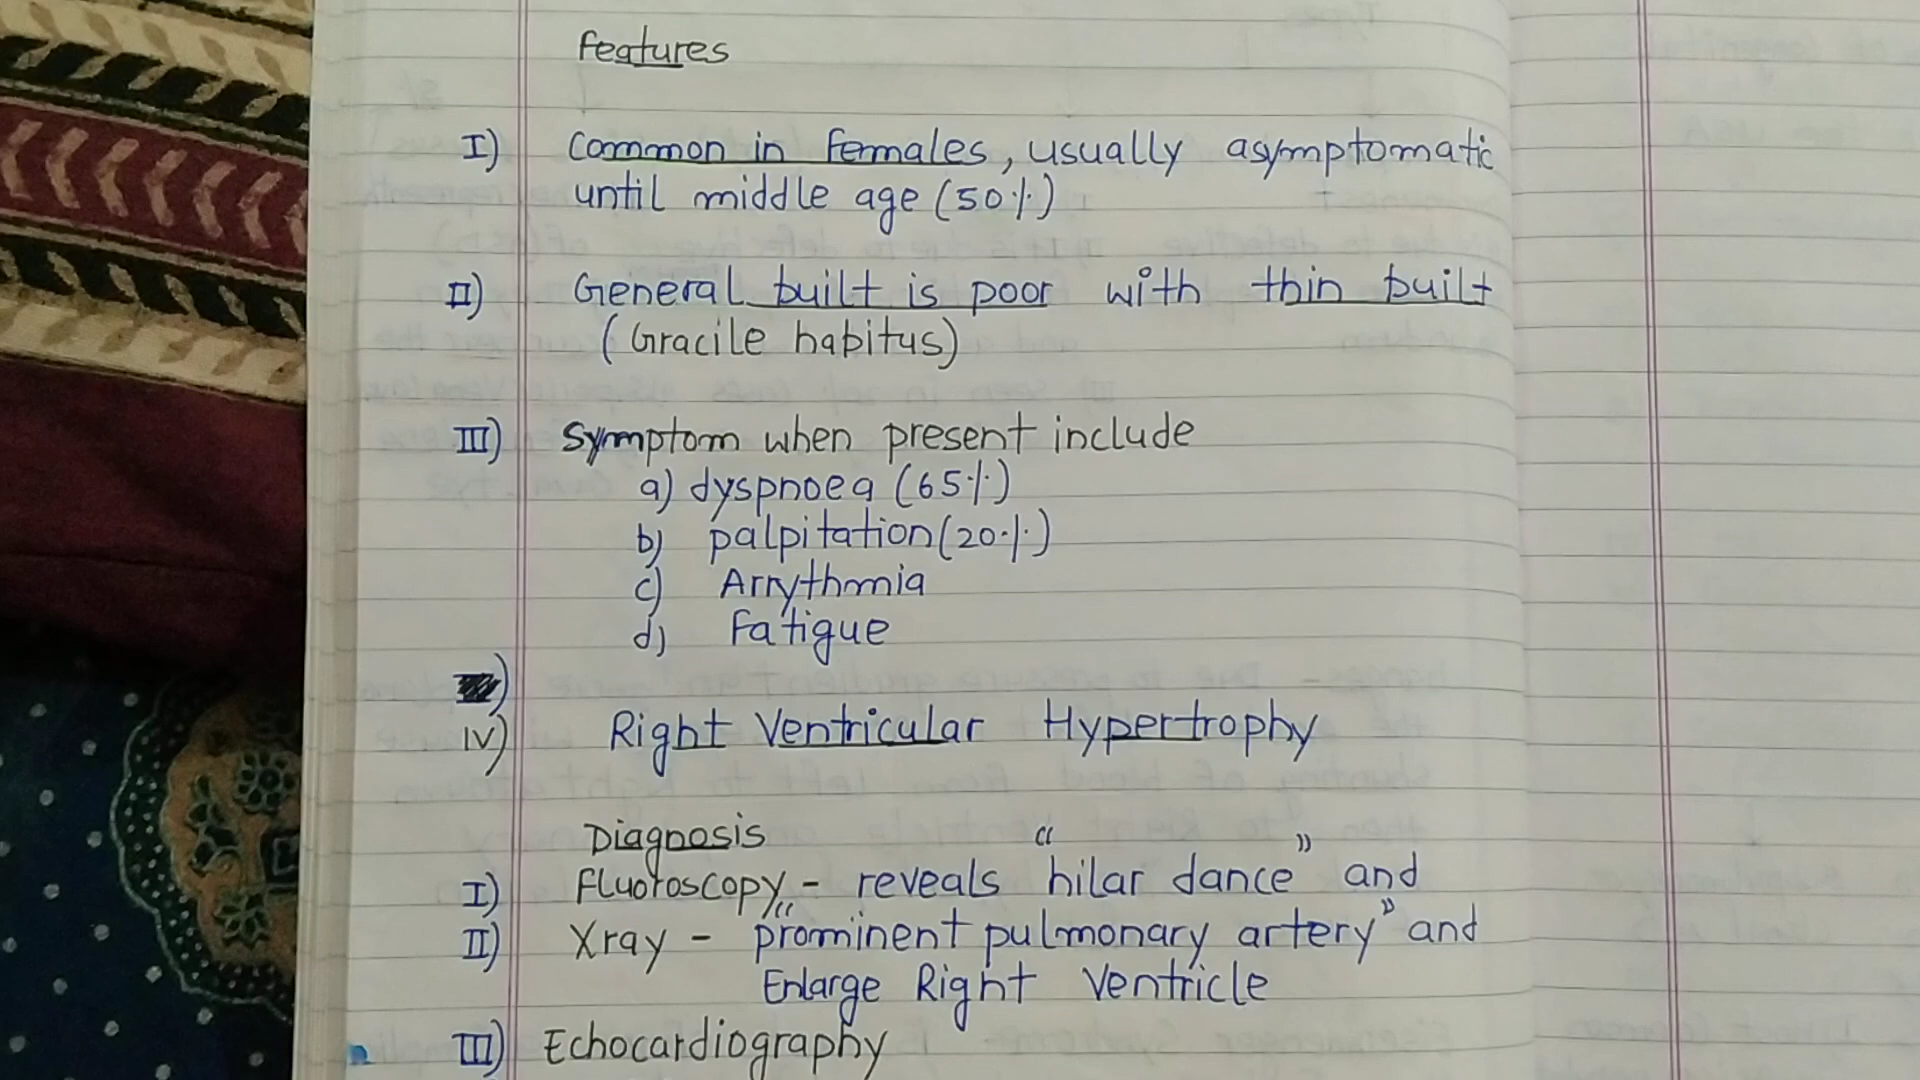 Features
I) Common in females, usually asymptomatic
until middle age (50%)
II) General built is poor with thin built
(Gracile habitus)
III) Symptom when present include
a) dyspnoea (65%)
b) palpitation (20%)
c) Arrythmia
d) Fatigue
IV) Right Ventricular Hypertrophy
Diagnosis
I) Fluoroscopy - reveals "hilar dance" and
II) Xray - "prominent pulmonary artery" and
Enlarge Right Ventricle
III) Echocardiography